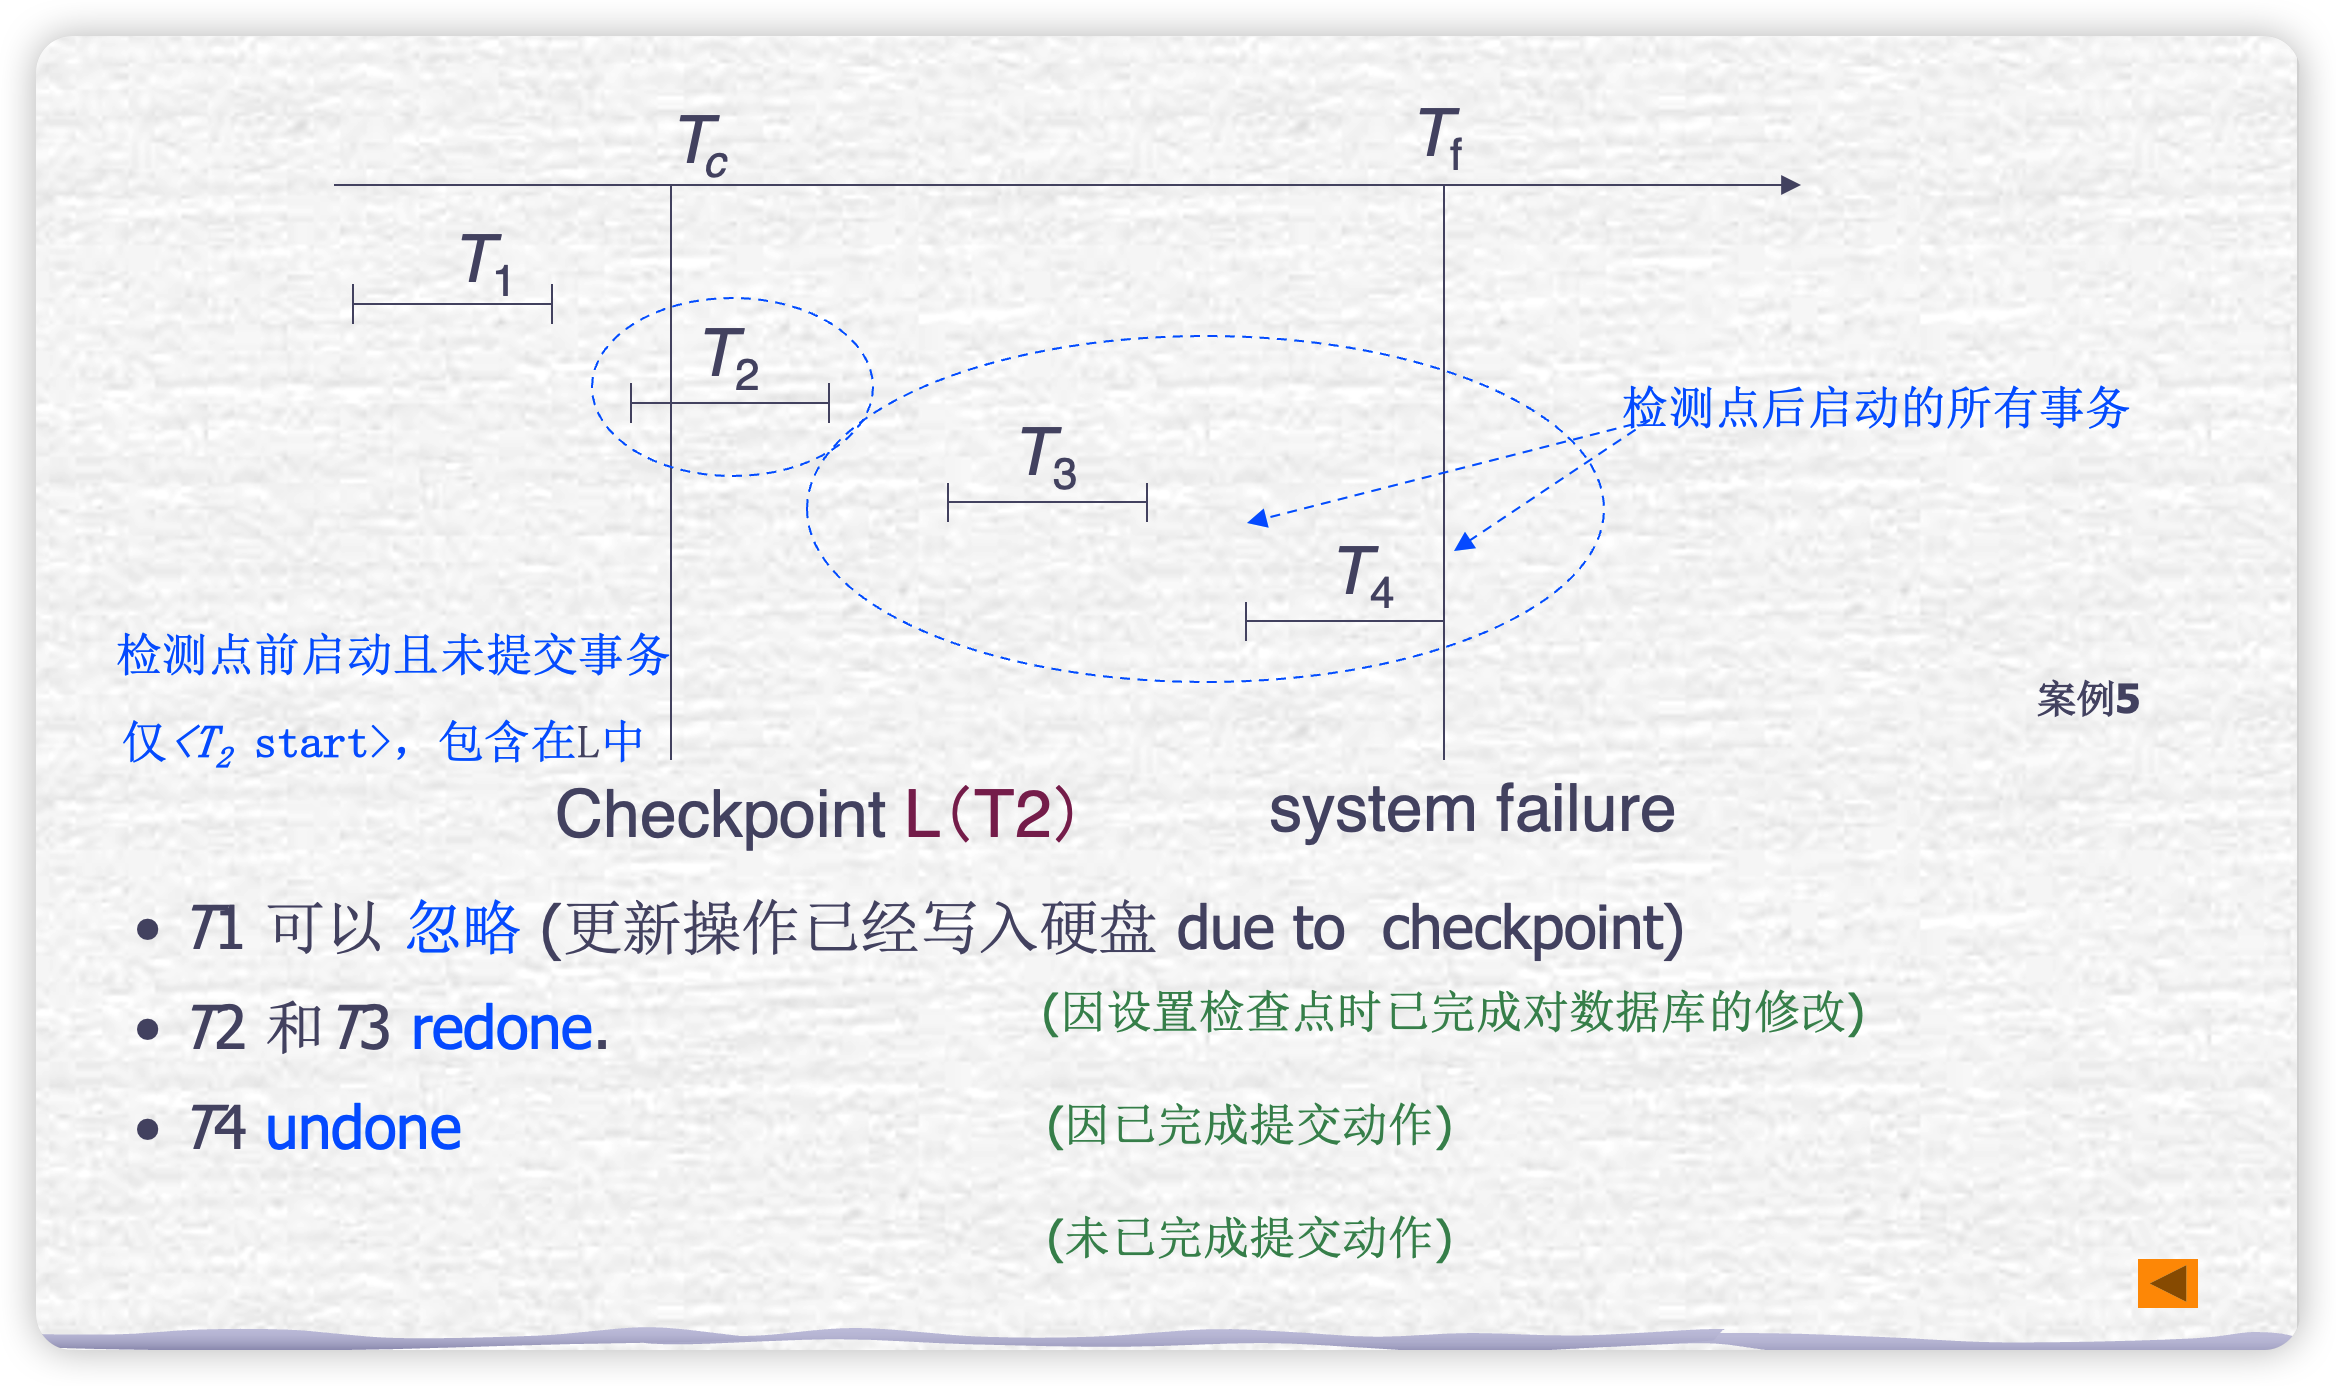 Tc
Tf
T1
T2
检测点后启动的所有事务
T3
T4
检测点前启动且未提交事务
案例5
仅<T2 start>，包含在L中
Checkpoint L(T2)
system failure
• T1 可以 忽略 (更新操作已经写入硬盘 due to checkpoint)
(因设置检查点时已完成对数据库的修改)
• T2 和T3 redone.
(因已完成提交动作)
• T4 undone
(未已完成提交动作)